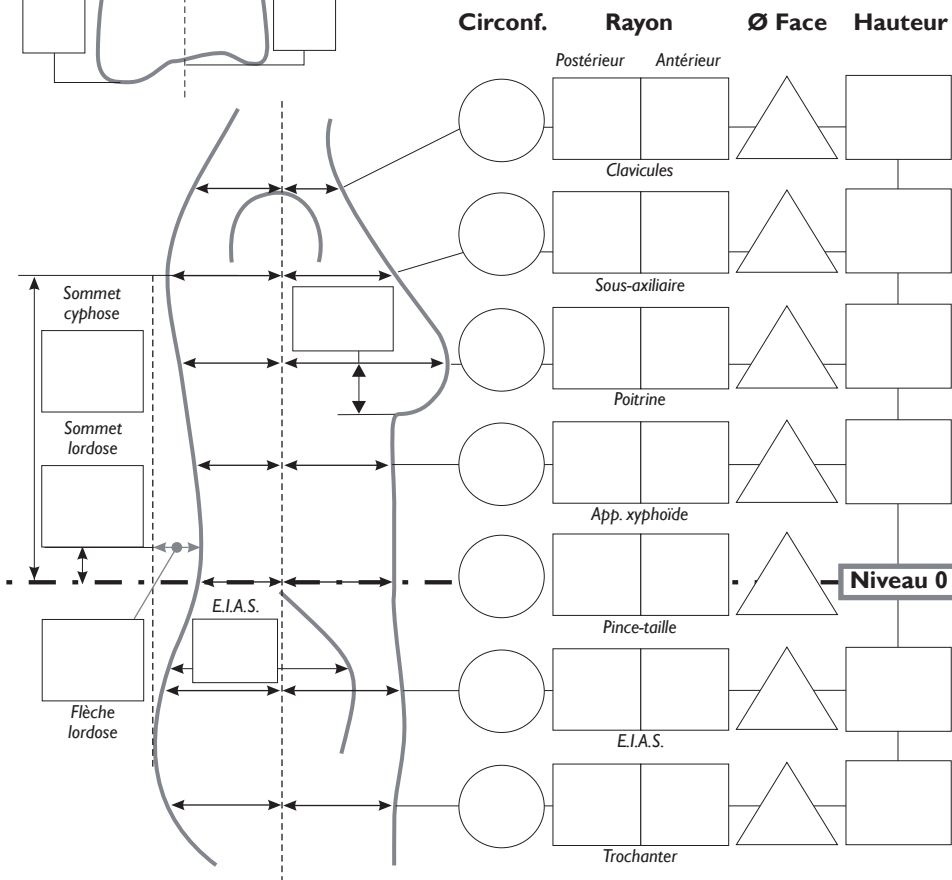 Circonf. Rayon Ø Face Hauteur
Postérieur Antérieur
Clavicules
Sous-axiliaire
Sommet
cyphose
Poitrine
Sommet
lordose
App. xyphoïde
Niveau 0
E.I.A.S.
Pince-taille
Flèche
lordose
E.I.A.S.
Trochanter